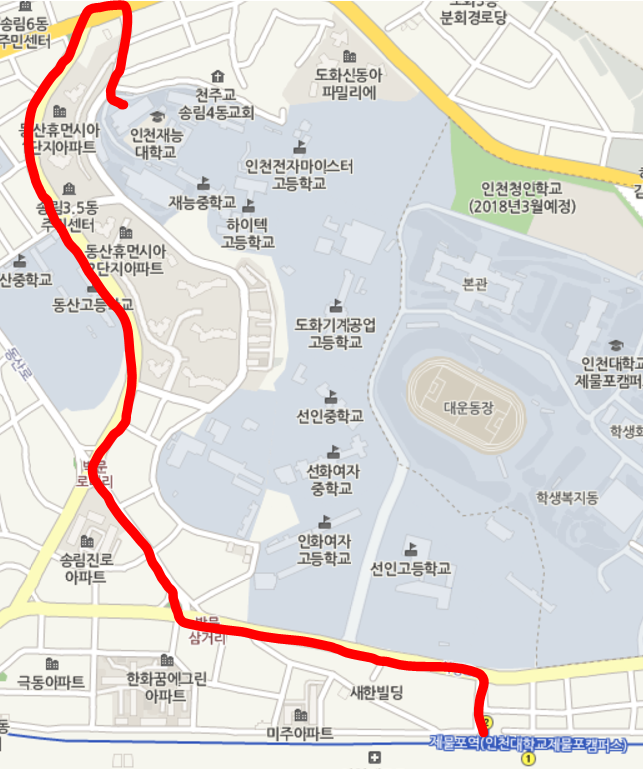 송림6동
주민센터
분회경로당
도화신동아
파밀리에
천주교
송림4동교회
인천재능
대학교
동산휴먼시아
단지아파트
인천전자마이스터
고등학교
재능중학교
하이텍
고등학교
인천청인학교
(2018년3월예정)
송림3.5동
주민센터
동산휴먼시아
2단지아파트
산중학교
동산고등학교
본관
도화기계공업
고등학교
인천대학교
제물포캠퍼
동산로
대운동장
선인중학교
학생회
박문
로터리
선화여자
중학교
학생복지동
인화여자
고등학교
송림진로
아파트
선인고등학교
박문
삼거리
극동아파트
한화꿈에그린
아파트
새한빌딩
미주아파트
2
제물포역(인천대학교제물포캠퍼스)
1